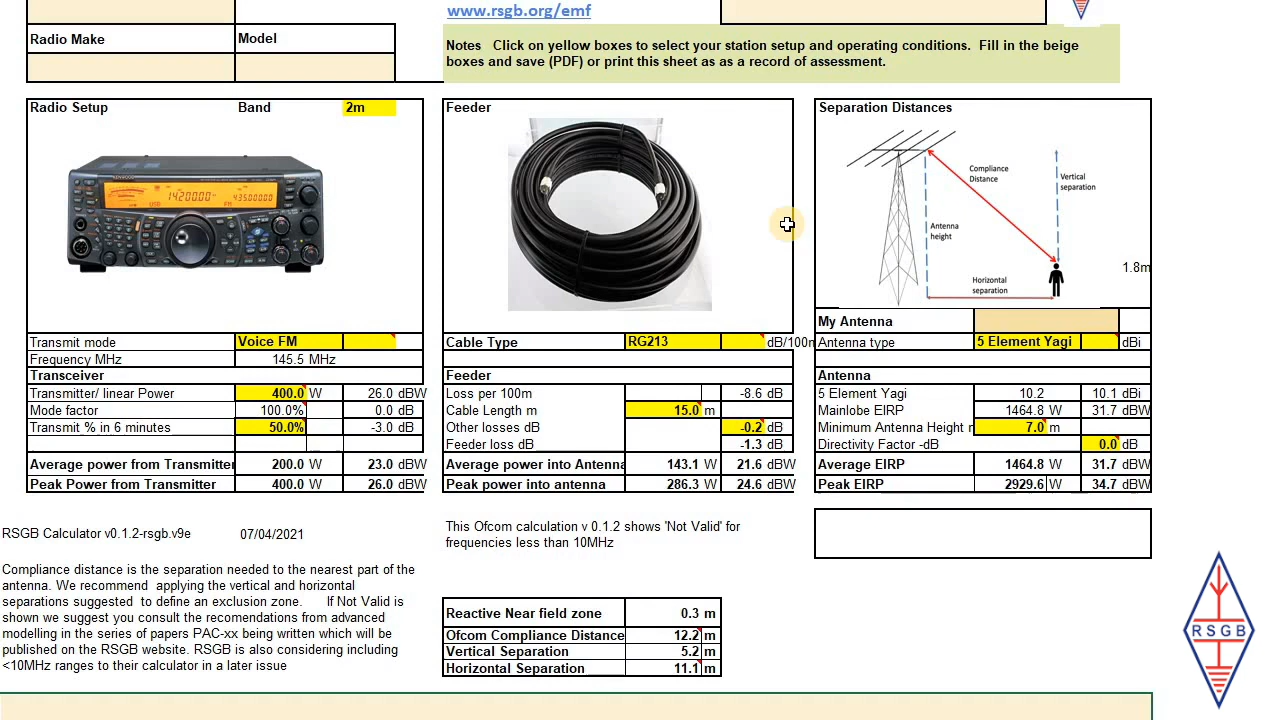 www.rsgb.org/emf
Radio Make Model
Notes Click on yellow boxes to select your station setup and operating conditions. Fill in the beige
boxes and save (PDF) or print this sheet as as a record of assessment.
Radio Setup Band 2m
Feeder
Separation Distances
KENWOOD
14.200.00
435.000.00
USB
FM
Compliance
Distance
Vertical
separation
Antenna
height
Horizontal
separation
1.8m
My Antenna
Transmit mode Voice FM
Cable Type RG213 dB/100m
Antenna type 5 Element Yagi dBi
Frequency MHz 145.5 MHz
Transceiver
Feeder
Antenna
Transmitter/ linear Power 400.0 W 26.0 dBW
Loss per 100m -8.6 dB
5 Element Yagi 10.2 10.1 dBi
Mode factor 100.0% 0.0 dB
Cable Length m 15.0 m
Mainlobe EIRP 1464.8 W 31.7 dBW
Transmit % in 6 minutes 50.0% -3.0 dB
Other losses dB -0.2 dB
Minimum Antenna Height m 7.0 m
Feeder loss dB -1.3 dB
Directivity Factor -dB 0.0 dB
Average power from Transmitter 200.0 W 23.0 dBW
Average power into Antenna 143.1 W 21.6 dBW
Average EIRP 1464.8 W 31.7 dBW
Peak Power from Transmitter 400.0 W 26.0 dBW
Peak power into antenna 286.3 W 24.6 dBW
Peak EIRP 2929.6 W 34.7 dBW
RSGB Calculator v0.1.2-rsgb.v9e 07/04/2021
This Ofcom calculation v 0.1.2 shows 'Not Valid' for
frequencies less than 10MHz
Compliance distance is the separation needed to the nearest part of the
antenna. We recommend applying the vertical and horizontal
separations suggested to define an exclusion zone. If Not Valid is
shown we suggest you consult the recomendations from advanced
modelling in the series of papers PAC-xx being written which will be
published on the RSGB website. RSGB is also considering including
<10MHz ranges to their calculator in a later issue
Reactive Near field zone 0.3 m
Ofcom Compliance Distance 12.2 m
Vertical Separation 5.2 m
Horizontal Separation 11.1 m
RSGB